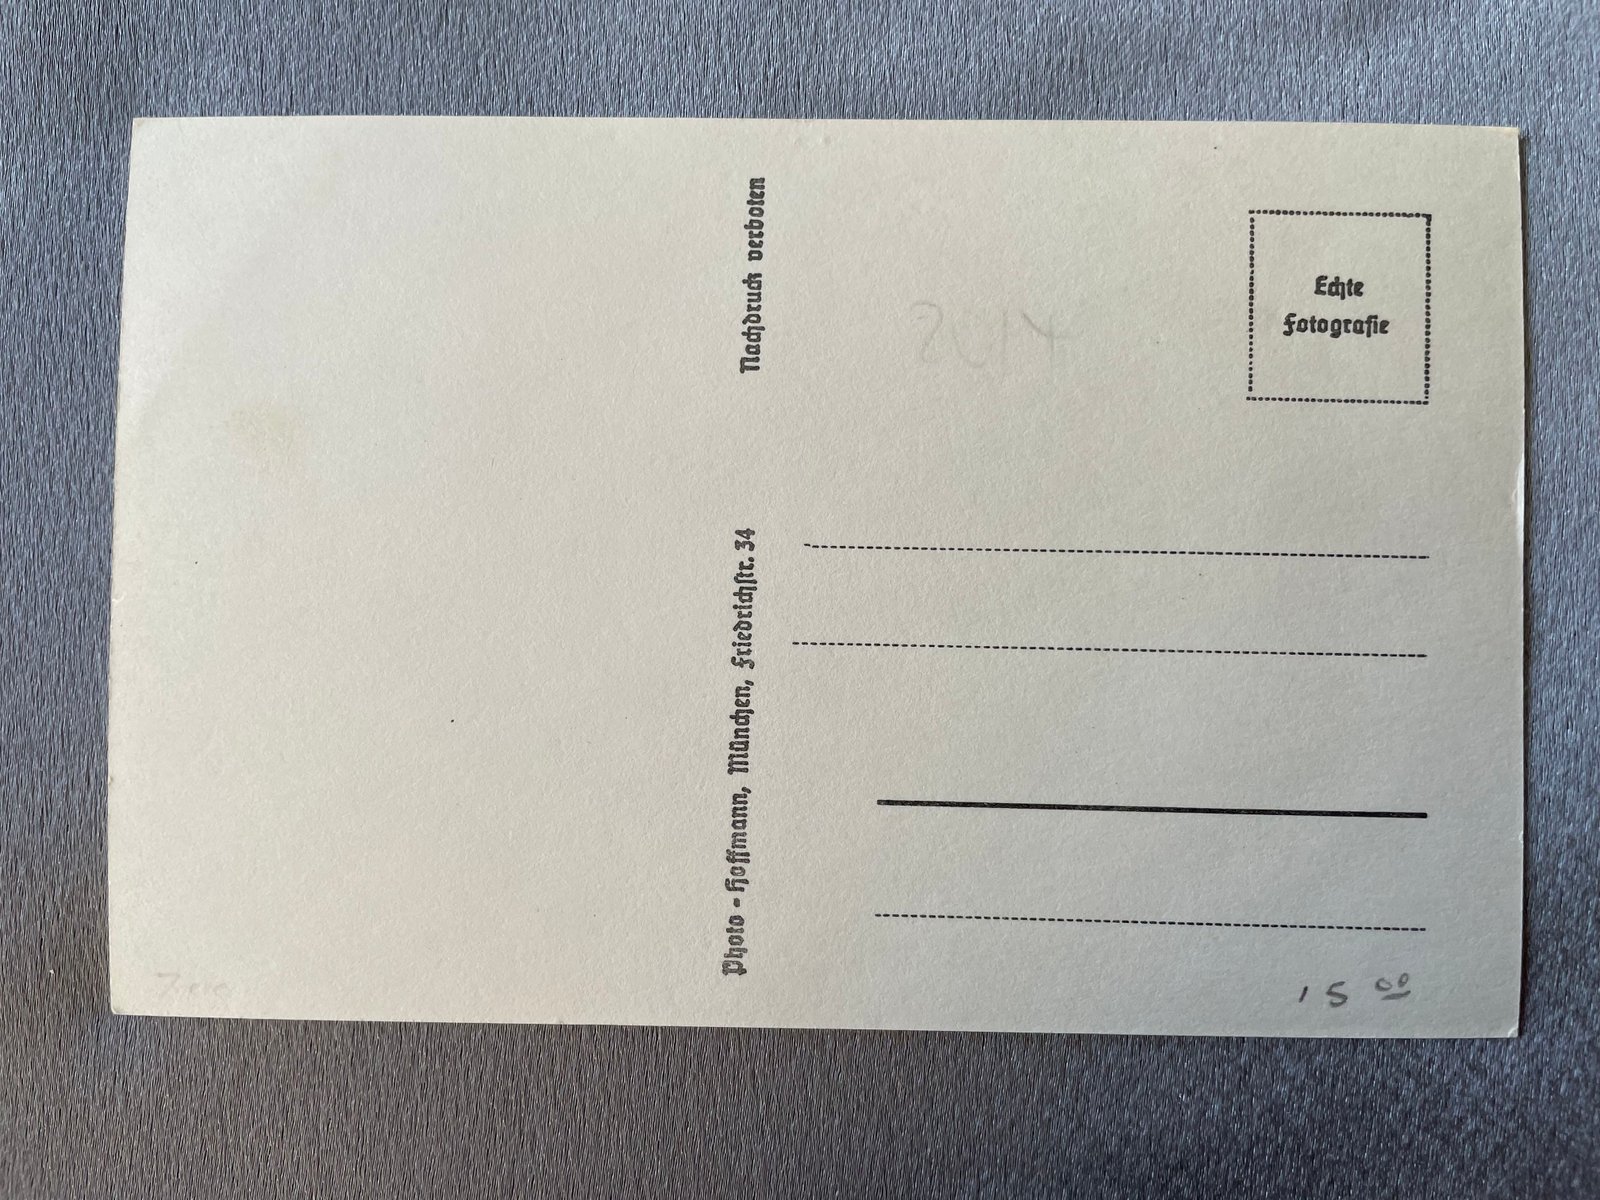 Nachdruck verboten
Photo-Hoffmann, München, Friedrichstr. 34
Echte
Fotografie
15 00